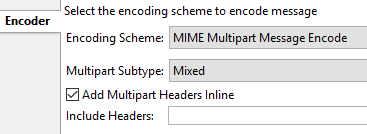 Select the encoding scheme to encode message
Encoder
Encoding Scheme: MIME Multipart Message Encode
Multipart Subtype: Mixed
Add Multipart Headers Inline
Include Headers: